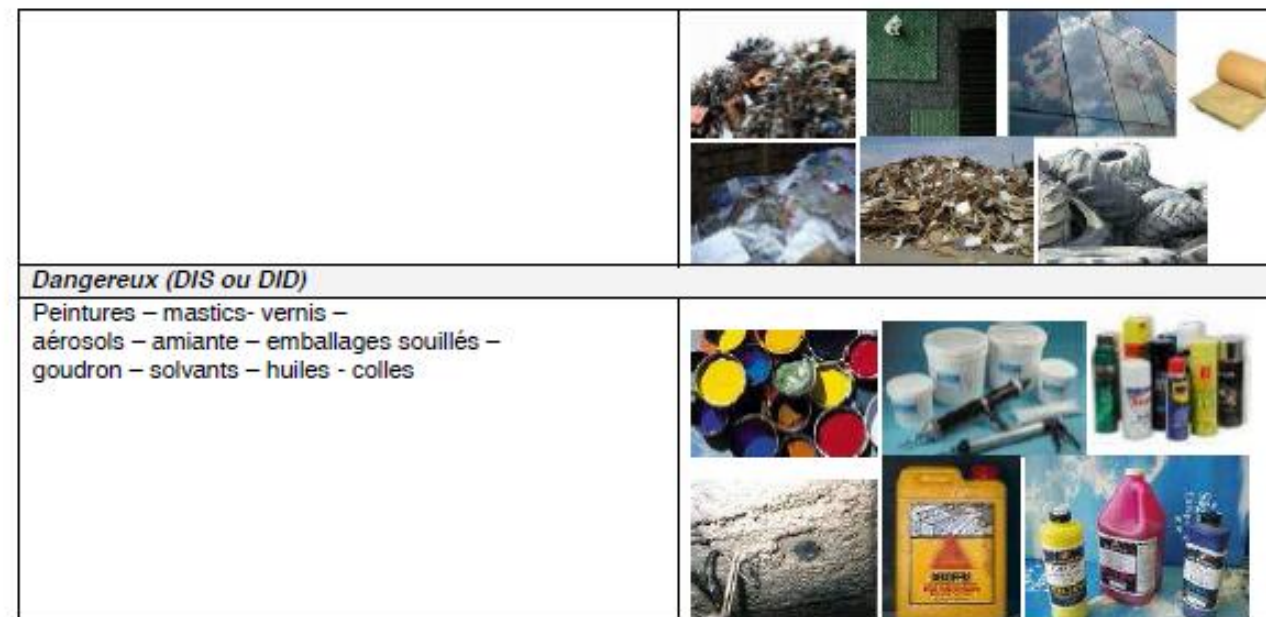 Dangereux (DIS ou DID)
Peintures – mastics- vernis –
aérosols – amiante – emballages souillés –
goudron – solvants – huiles - colles